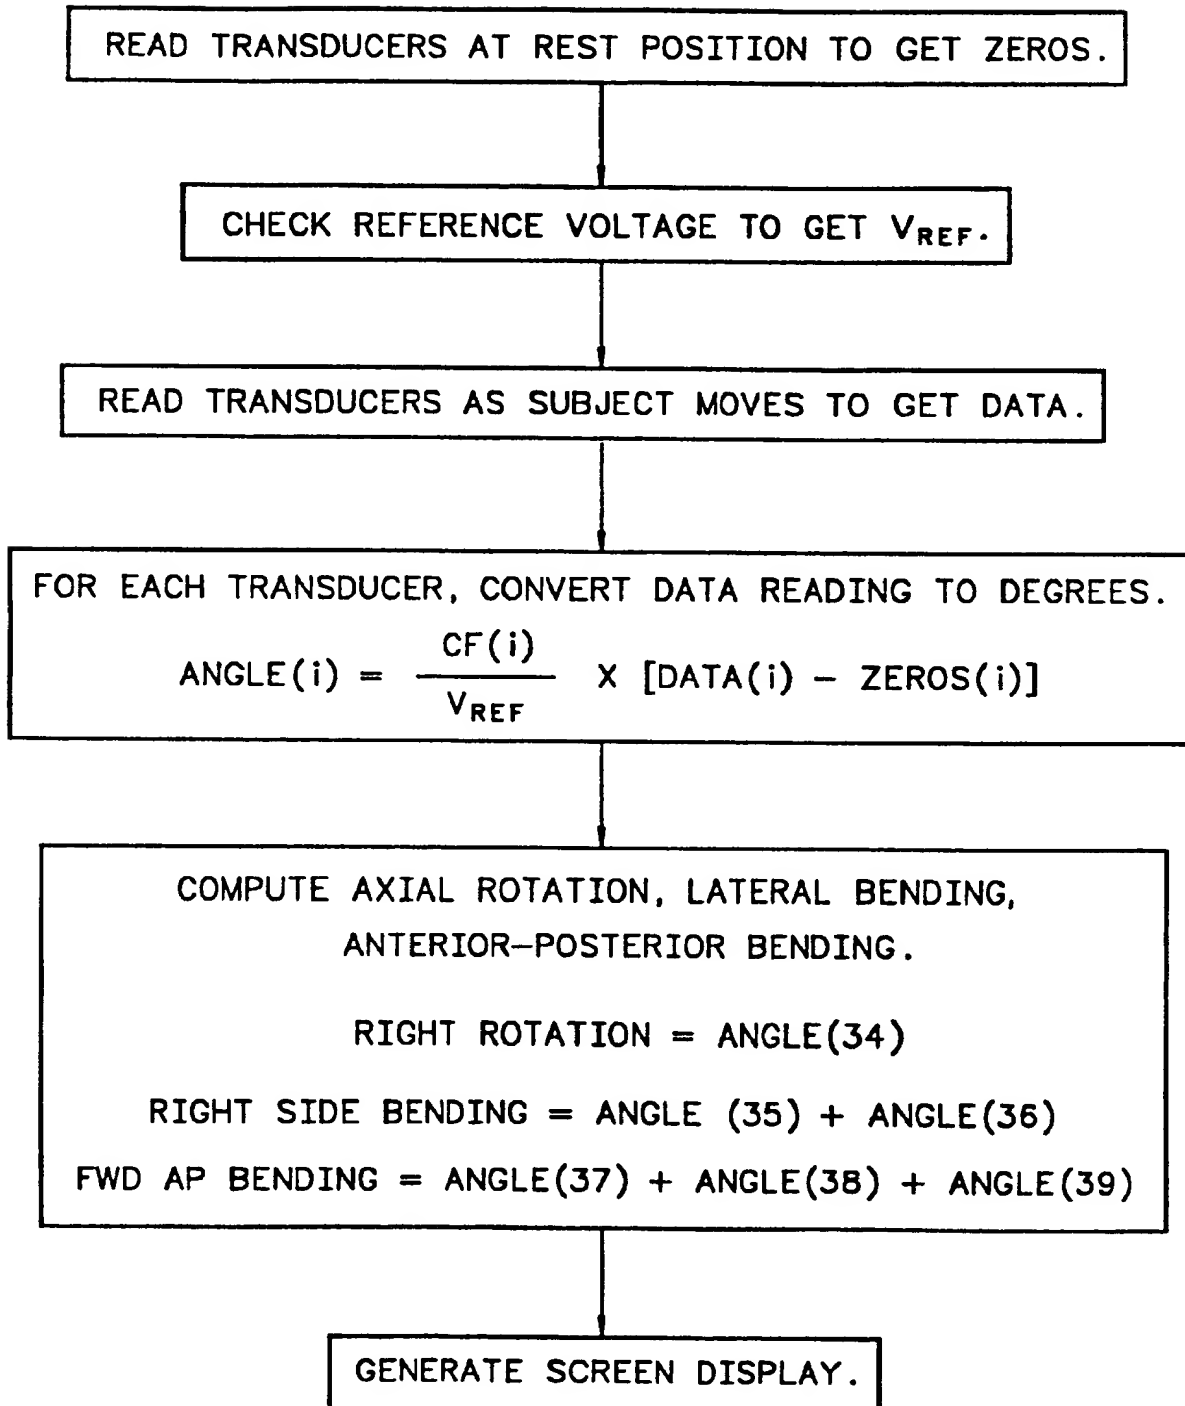 READ TRANSDUCERS AT REST POSITION TO GET ZEROS.
CHECK REFERENCE VOLTAGE TO GET VREF.
READ TRANSDUCERS AS SUBJECT MOVES TO GET DATA.
FOR EACH TRANSDUCER, CONVERT DATA READING TO DEGREES.
ANGLE(i) = CF(i) / VREF X [DATA(i) – ZEROS(i)]
COMPUTE AXIAL ROTATION, LATERAL BENDING,
ANTERIOR–POSTERIOR BENDING.
RIGHT ROTATION = ANGLE(34)
RIGHT SIDE BENDING = ANGLE (35) + ANGLE(36)
FWD AP BENDING = ANGLE(37) + ANGLE(38) + ANGLE(39)
GENERATE SCREEN DISPLAY.